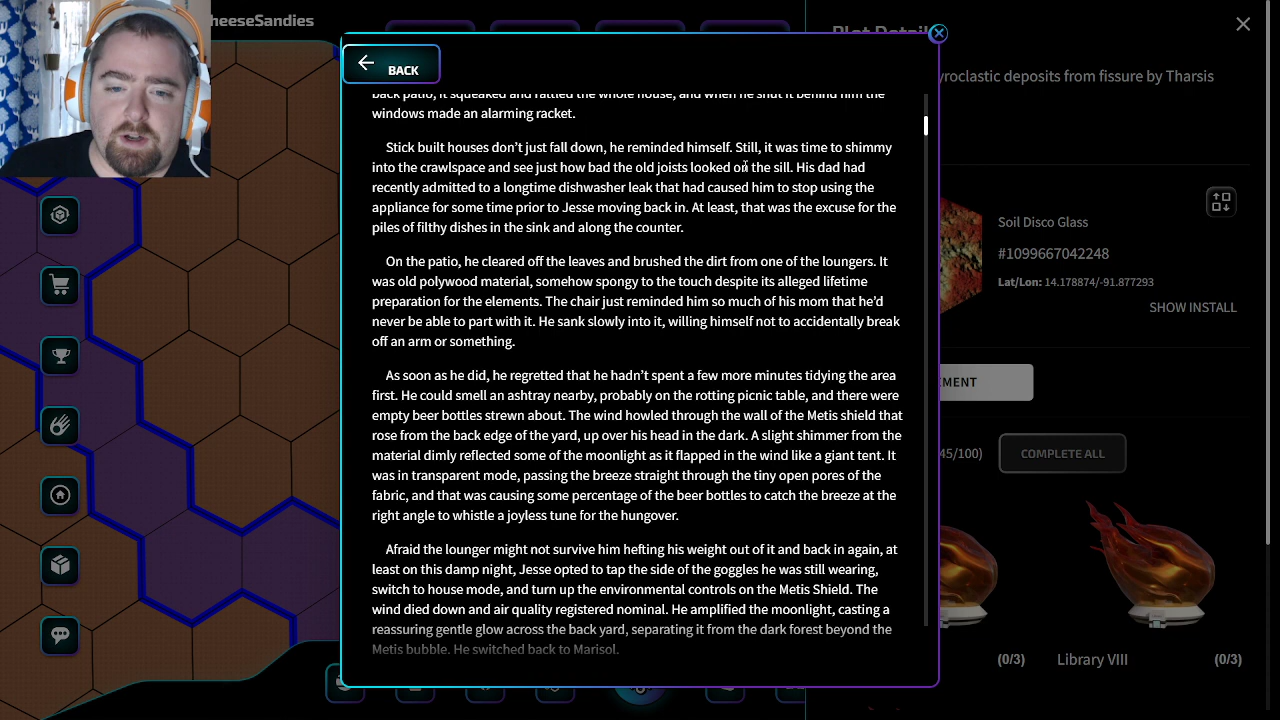 heeseSandies
BACK
back patio, it squeaked and rattled the whole house, and when he shut it behind him the
windows made an alarming racket.
Stick built houses don’t just fall down, he reminded himself. Still, it was time to shimmy
into the crawlspace and see just how bad the old joists looked on the sill. His dad had
recently admitted to a longtime dishwasher leak that had caused him to stop using the
appliance for some time prior to Jesse moving back in. At least, that was the excuse for the
piles of filthy dishes in the sink and along the counter.
On the patio, he cleared off the leaves and brushed the dirt from one of the loungers. It
was old polywood material, somehow spongy to the touch despite its alleged lifetime
preparation for the elements. The chair just reminded him so much of his mom that he’d
never be able to part with it. He sank slowly into it, willing himself not to accidentally break
off an arm or something.
As soon as he did, he regretted that he hadn’t spent a few more minutes tidying the area
first. He could smell an ashtray nearby, probably on the rotting picnic table, and there were
empty beer bottles strewn about. The wind howled through the wall of the Metis shield that
rose from the back edge of the yard, up over his head in the dark. A slight shimmer from the
material dimly reflected some of the moonlight as it flapped in the wind like a giant tent. It
was in transparent mode, passing the breeze straight through the tiny open pores of the
fabric, and that was causing some percentage of the beer bottles to catch the breeze at the
right angle to whistle a joyless tune for the hungover.
Afraid the lounger might not survive him hefting his weight out of it and back in again, at
least on this damp night, Jesse opted to tap the side of the goggles he was still wearing,
switch to house mode, and turn up the environmental controls on the Metis Shield. The
wind died down and air quality registered nominal. He amplified the moonlight, casting a
reassuring gentle glow across the back yard, separating it from the dark forest beyond the
Metis bubble. He switched back to Marisol.
Plot Detail
yroclastic deposits from fissure by Tharsis
Soil Disco Glass
#1099667042248
Lat/Lon: 14.178874/-91.877293
SHOW INSTALL
EMENT
45/100)
COMPLETE ALL
(0/3)
Library VIII
(0/3)